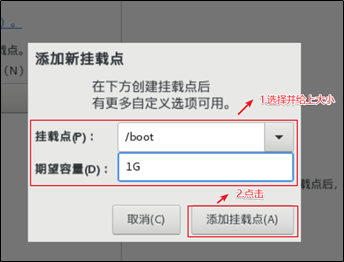 。
载点。
（N）
添加新挂载点
在下方创建挂载点后
有更多自定义选项可用。
1.选择并给上大小
挂载点(P)：
/boot
期望容量(D)：
1G
载点后,
2.点击
取消(C)
添加挂载点(A)